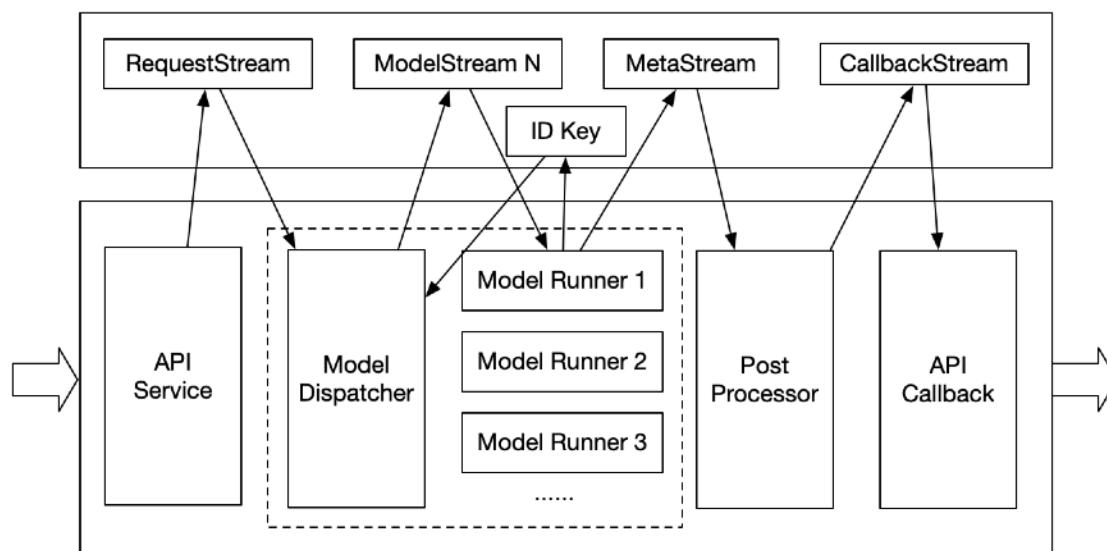 RequestStream
ModelStream N
MetaStream
CallbackStream
ID Key
API
Service
Model
Dispatcher
Model Runner 1
Model Runner 2
Model Runner 3
......
Post
Processor
API
Callback